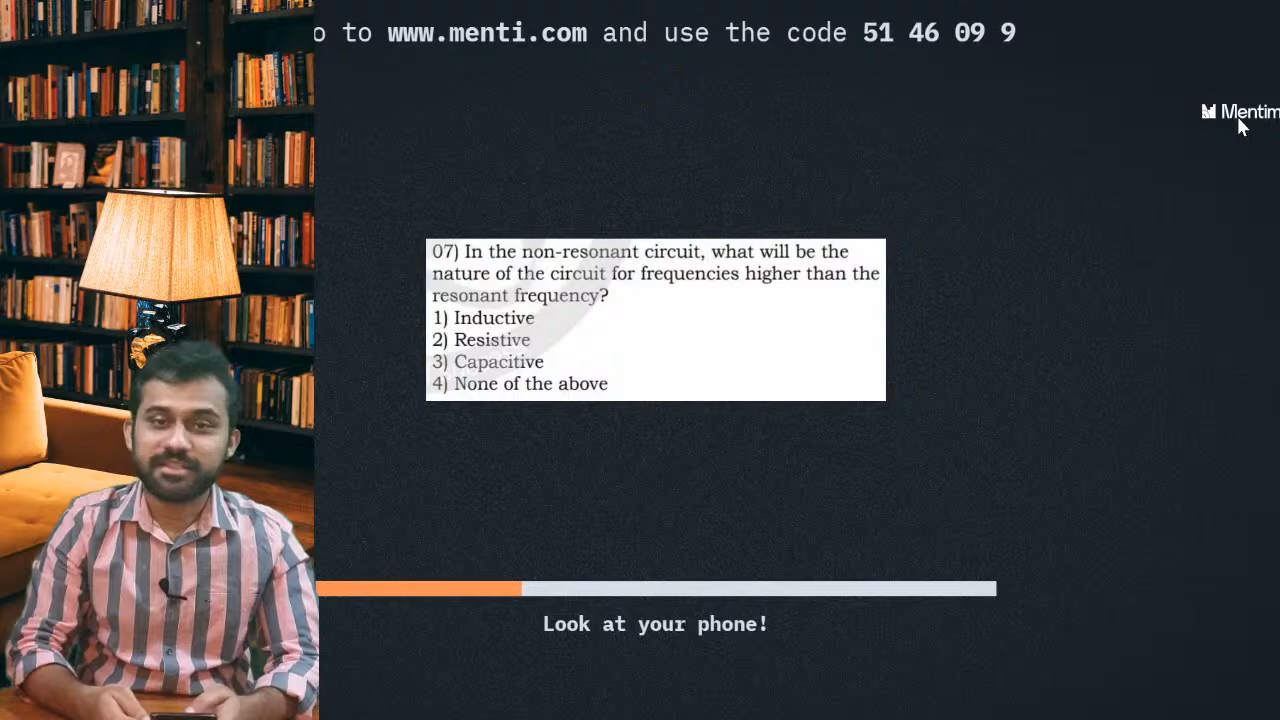 o to www.menti.com and use the code 51 46 09 9
Mentim
07) In the non-resonant circuit, what will be the
nature of the circuit for frequencies higher than the
resonant frequency?
1) Inductive
2) Resistive
3) Capacitive
4) None of the above
Look at your phone!